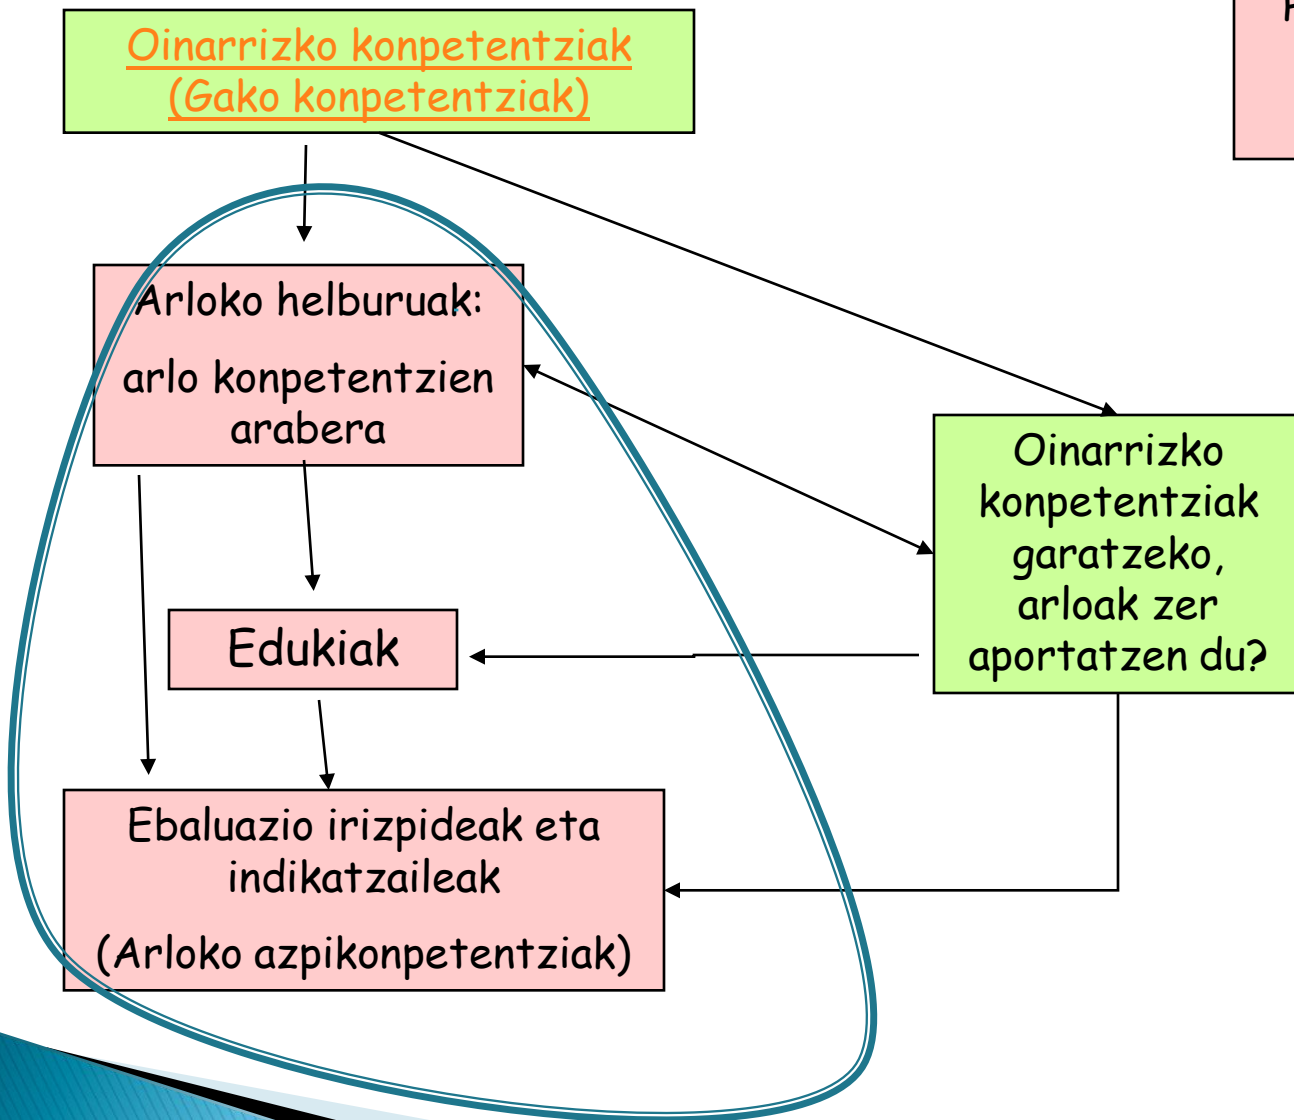 Oinarrizko konpetentziak
(Gako konpetentziak)
Arloko helburuak:
arlo konpetentzien
arabera
Oinarrizko
konpetentziak
garatzeko,
arloak zer
aportatzen du?
Edukiak
Ebaluazio irizpideak eta
indikatzaileak
(Arloko azpikonpetentziak)